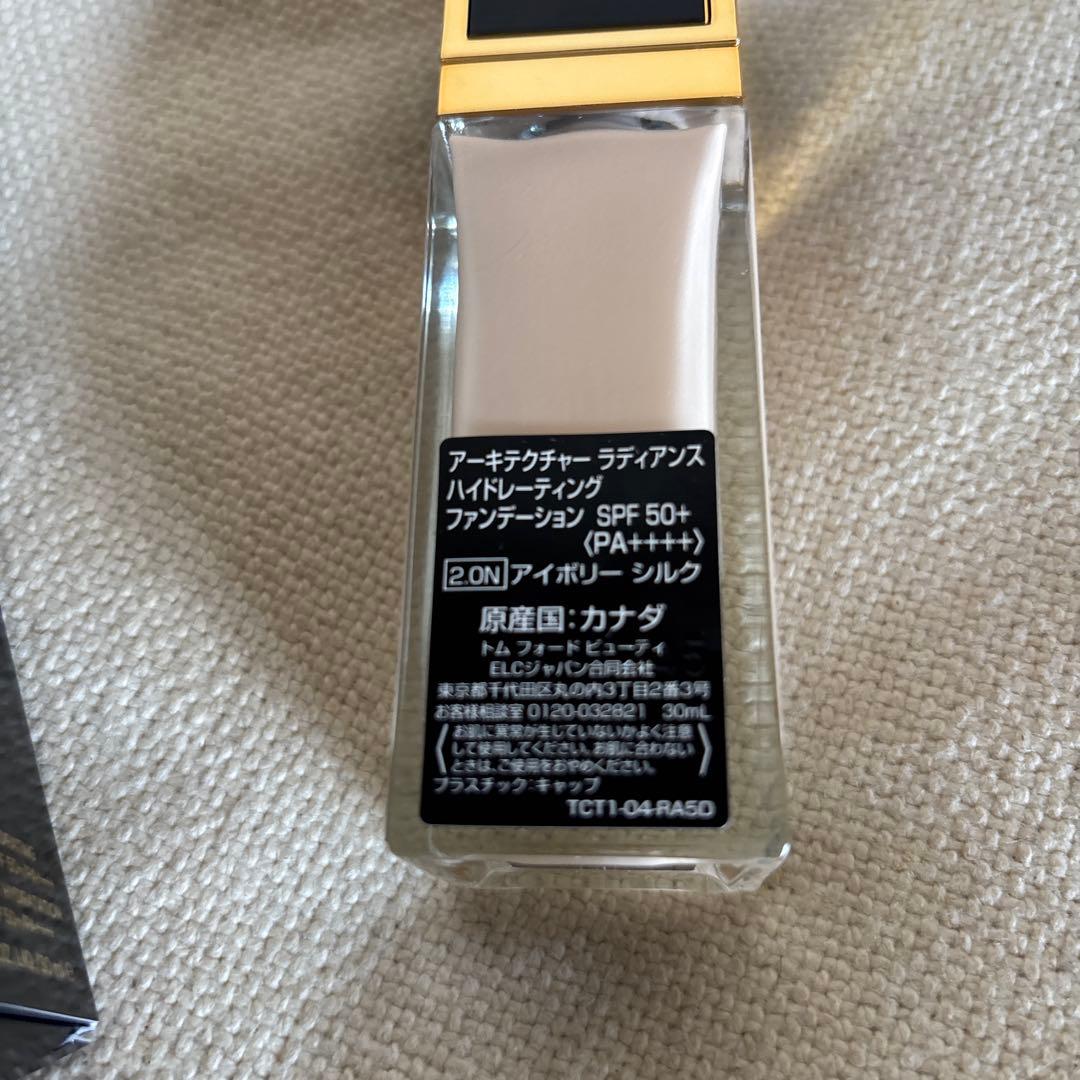 アーキテクチャー ラディアンス
ハイドレーティング
ファンデーション SPF 50+
〈PA++++〉
2.0N アイボリー シルク
原産国:カナダ
トム フォード ビューティ
ELCジャパン合同会社
東京都千代田区丸の内3丁目2番3号
お客様相談室 0120-032821 30mL
〈お肌に異常が生じていないかよく注意
して使用してください。お肌に合わない
ときは、ご使用をおやめください。〉
プラスチック:キャップ
TCT1-04-RA5D